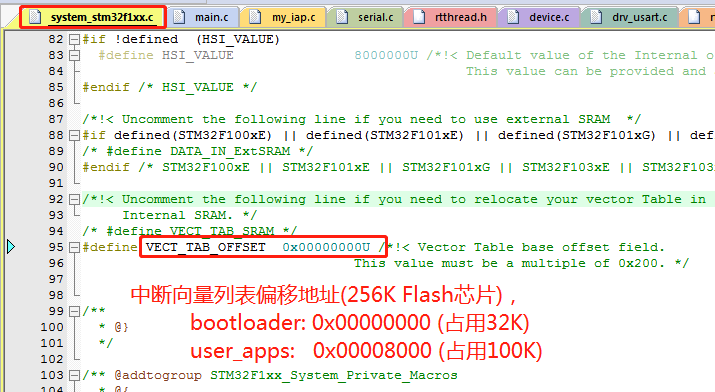 system_stm32f1xx.c main.c my_iap.c serial.c rtthread.h device.c drv_usart.c
82 #if !defined (HSI_VALUE)
83 #define HSI_VALUE 8000000U /*!< Default value of the Internal o
84 This value can be provided and
85 #endif /* HSI_VALUE */
86
87 /*!< Uncomment the following line if you need to use external SRAM */
88 #if defined(STM32F100xE) || defined(STM32F101xE) || defined(STM32F101xG) || def
89 /* #define DATA_IN_ExtSRAM */
90 #endif /* STM32F100xE || STM32F101xE || STM32F101xG || STM32F103xE || STM32F103
91
92 /*!< Uncomment the following line if you need to relocate your vector Table in
93 Internal SRAM. */
94 /* #define VECT_TAB_SRAM */
95 #define VECT_TAB_OFFSET 0x00000000U /*!< Vector Table base offset field.
96 This value must be a multiple of 0x200. */
97
98
99 /**
100 * @}
101 */
102
103 /** @addtogroup STM32F1xx_System_Private_Macros
104 * @{
中断向量列表偏移地址(256K Flash芯片)，
bootloader: 0x00000000 (占用32K)
user_apps: 0x00008000 (占用100K)